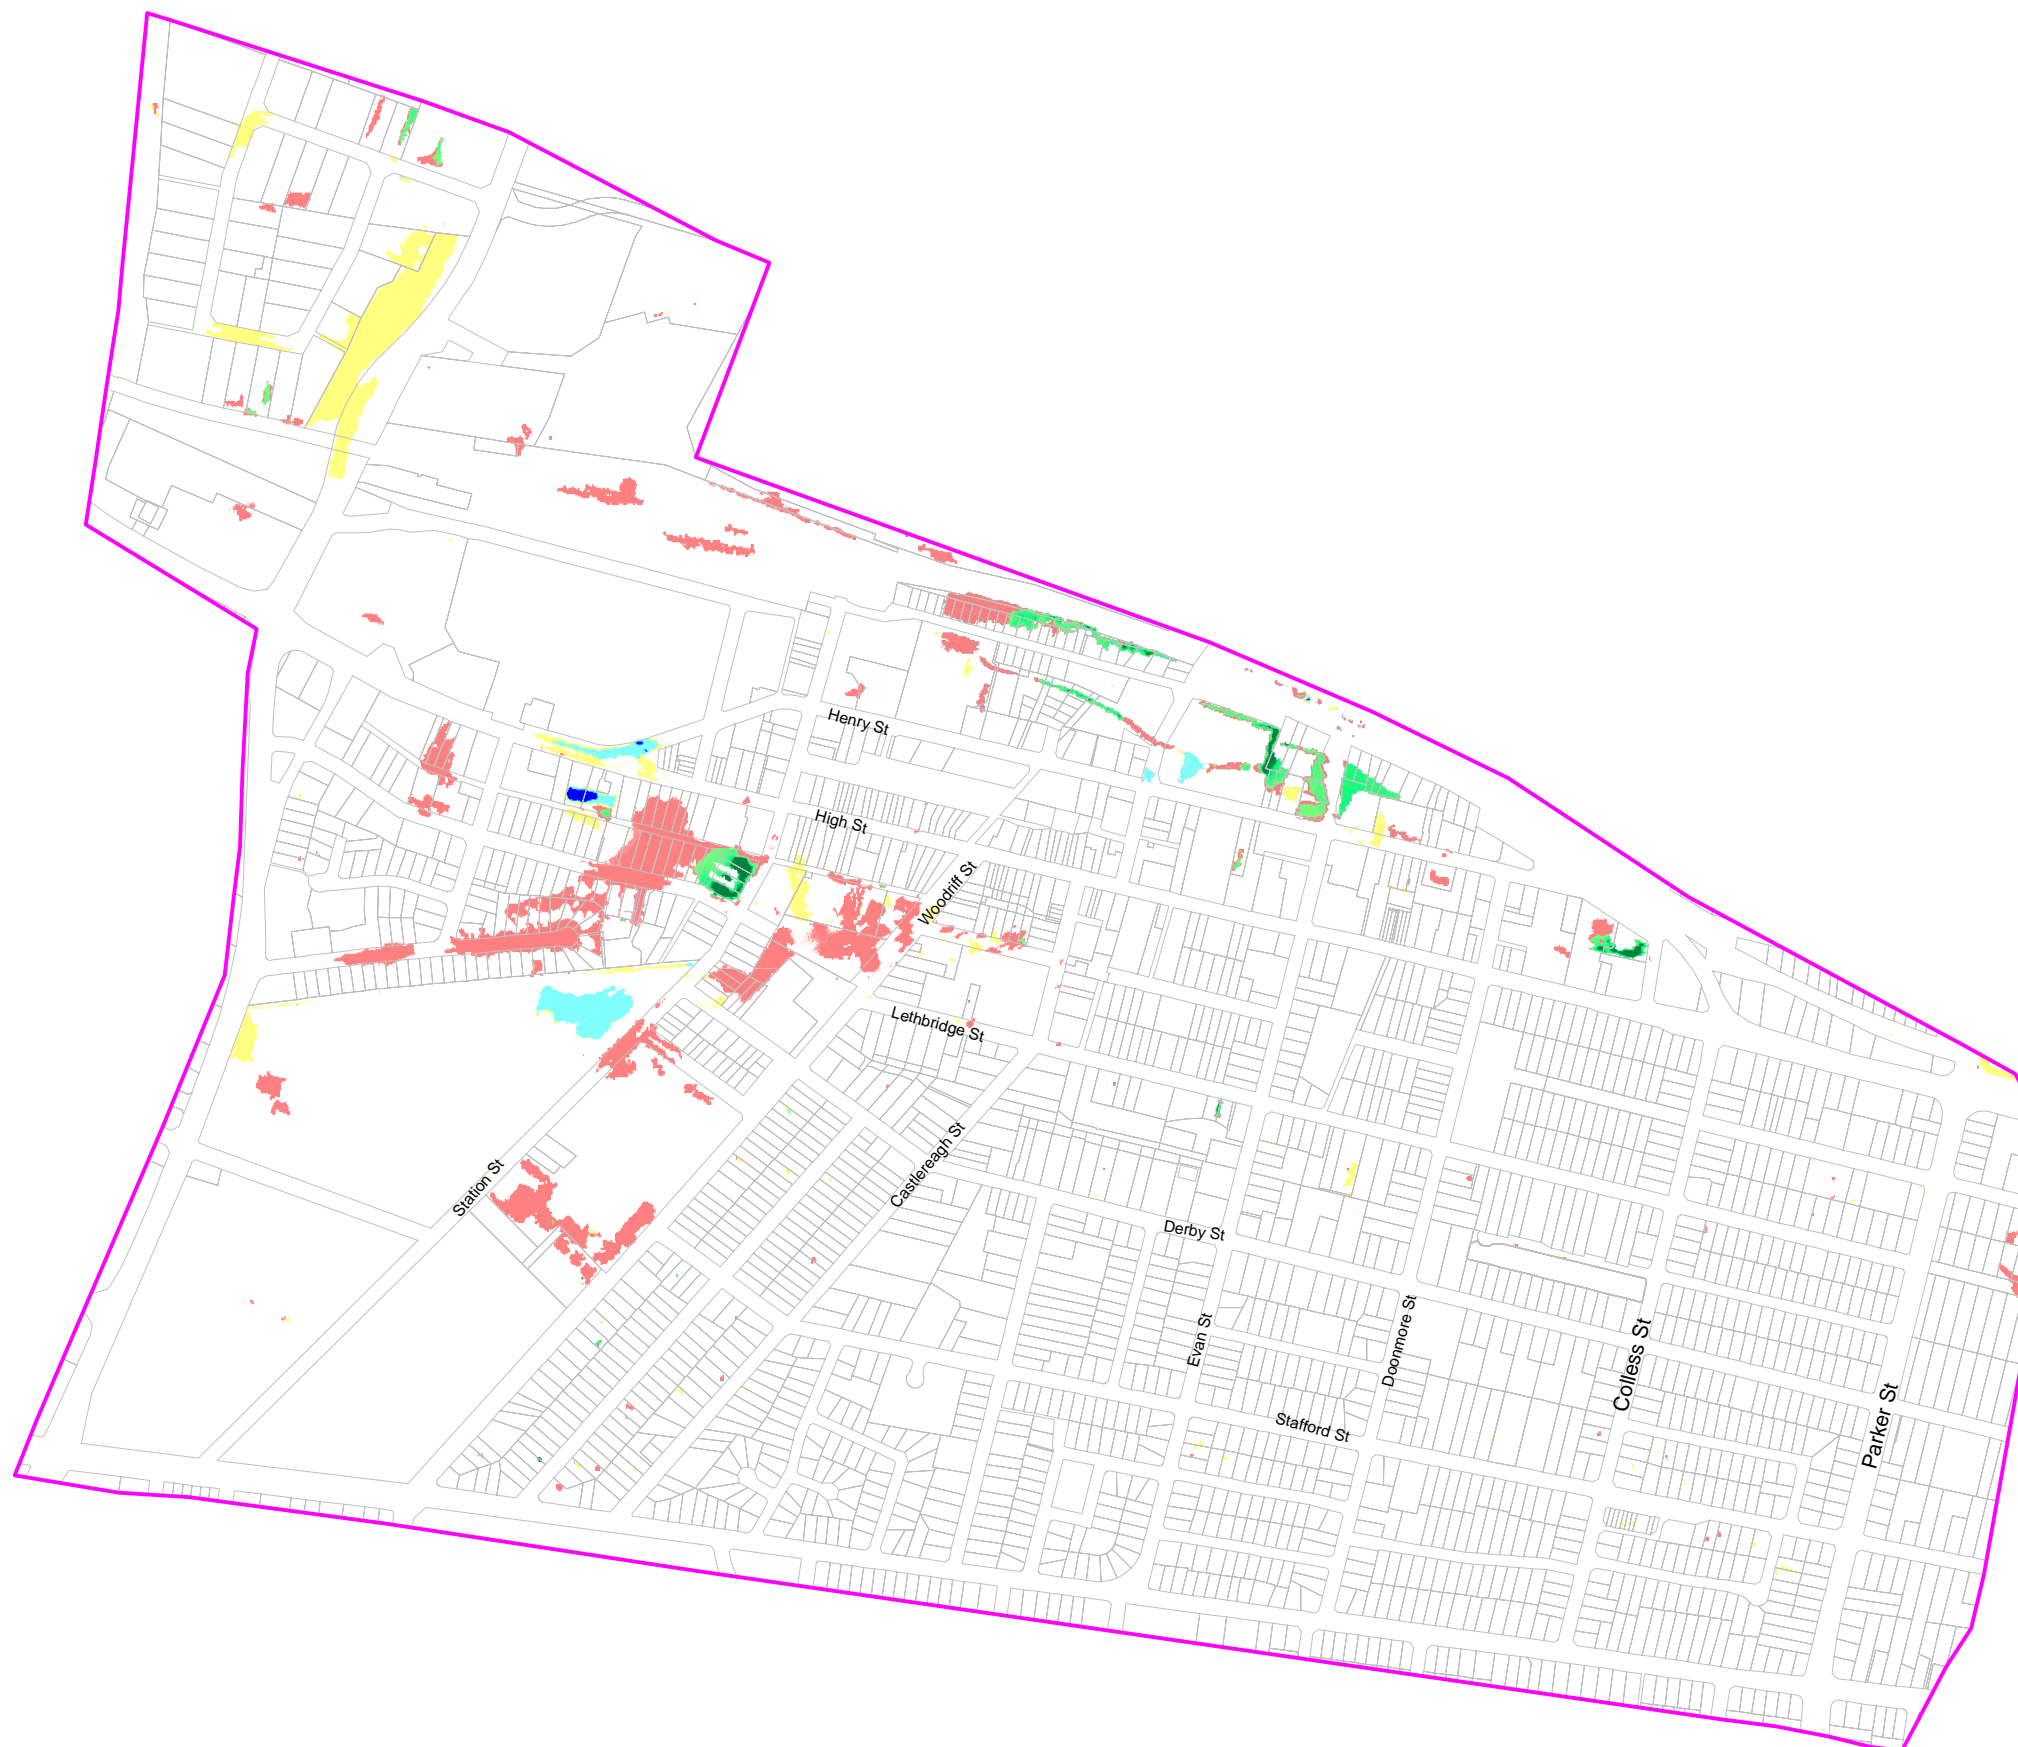 Henry St
High St
Woodriff St
Lethbridge St
Castlereagh St
Station St
Derby St
Evan St
Doonmore St
Colless St
Parker St
Stafford St